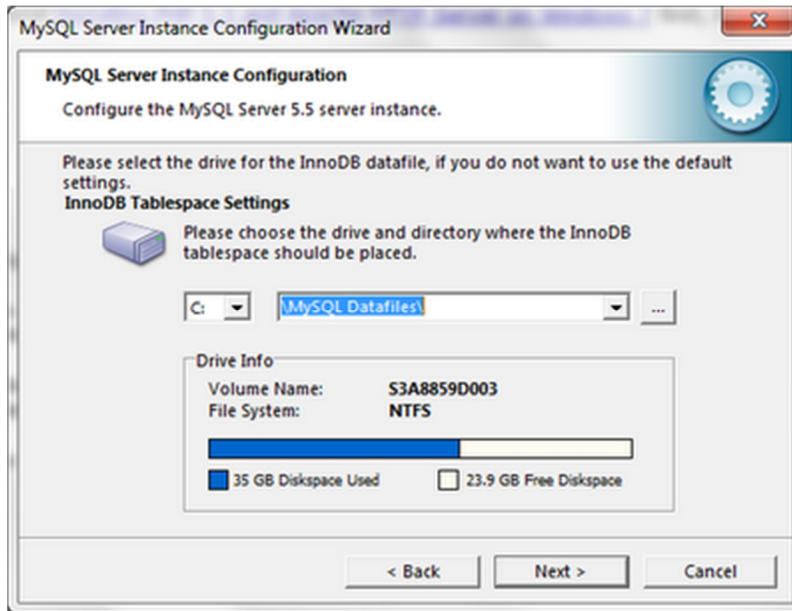 MySQL Server Instance Configuration Wizard
MySQL Server Instance Configuration
Configure the MySQL Server 5.5 server instance.
Please select the drive for the InnoDB datafile, if you do not want to use the default
settings.
InnoDB Tablespace Settings
Please choose the drive and directory where the InnoDB
tablespace should be placed.
C: \MySQL Datafiles\ ...
Drive Info
Volume Name: S3A8859D003
File System: NTFS
35 GB Diskspace Used 23.9 GB Free Diskspace
< Back Next > Cancel